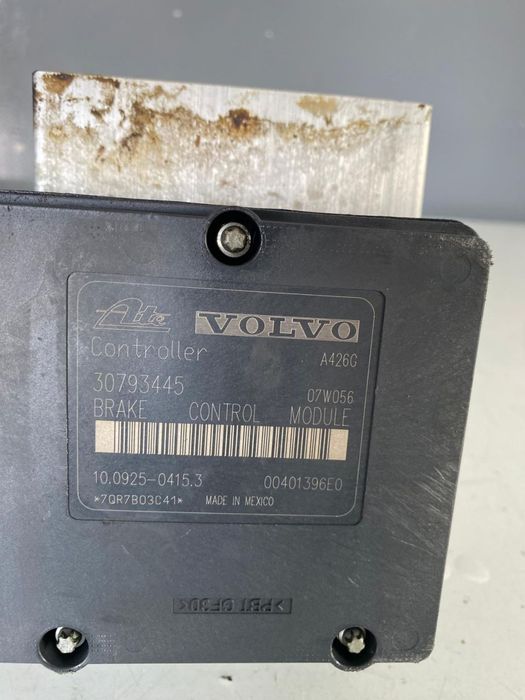 Ate VOLVO
Controller A426G
30793445 07W056
BRAKE CONTROL MODULE
10.0925-0415.3 00401396E0
*7QR7B03C41* MADE IN MEXICO
>PBT GF30<